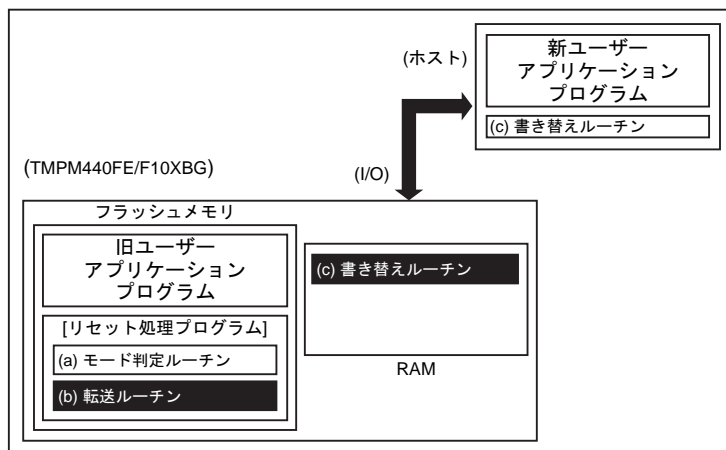 (ホスト)
新ユーザー
アプリケーション
プログラム
(c) 書き替えルーチン
(TMPM440FE/F10XBG)
(I/O)
フラッシュメモリ
旧ユーザー
アプリケーション
プログラム
[リセット処理プログラム]
(a) モード判定ルーチン
(b) 転送ルーチン
(c) 書き替えルーチン
RAM